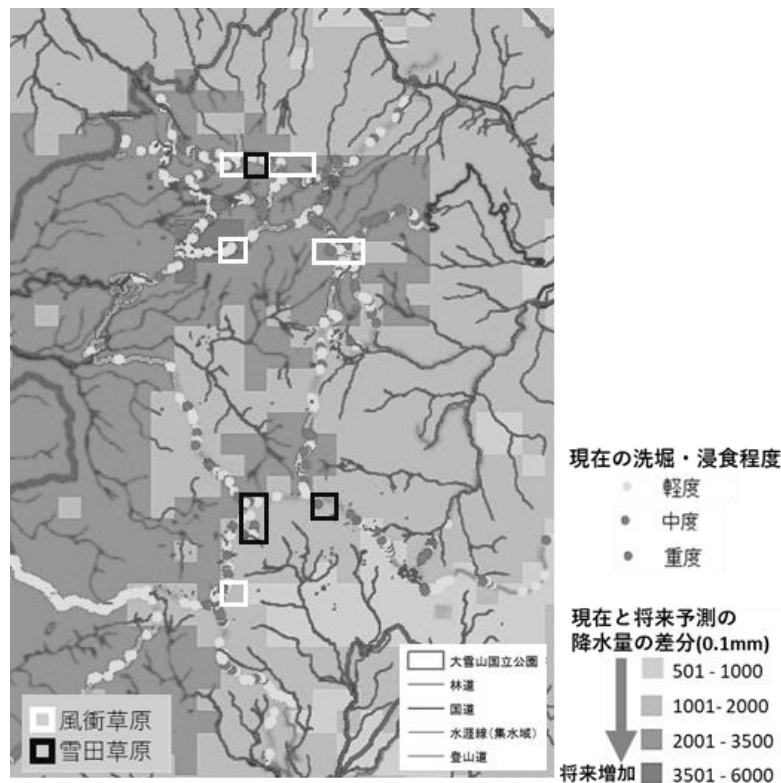 現在の洗堀・浸食程度
軽度
中度
重度
現在と将来予測の
降水量の差分(0.1mm)
501 - 1000
1001- 2000
2001 - 3500
3501 - 6000
将来増加
大雪山国立公園
林道
国道
水涯線(集水域)
登山道
風衝草原
雪田草原